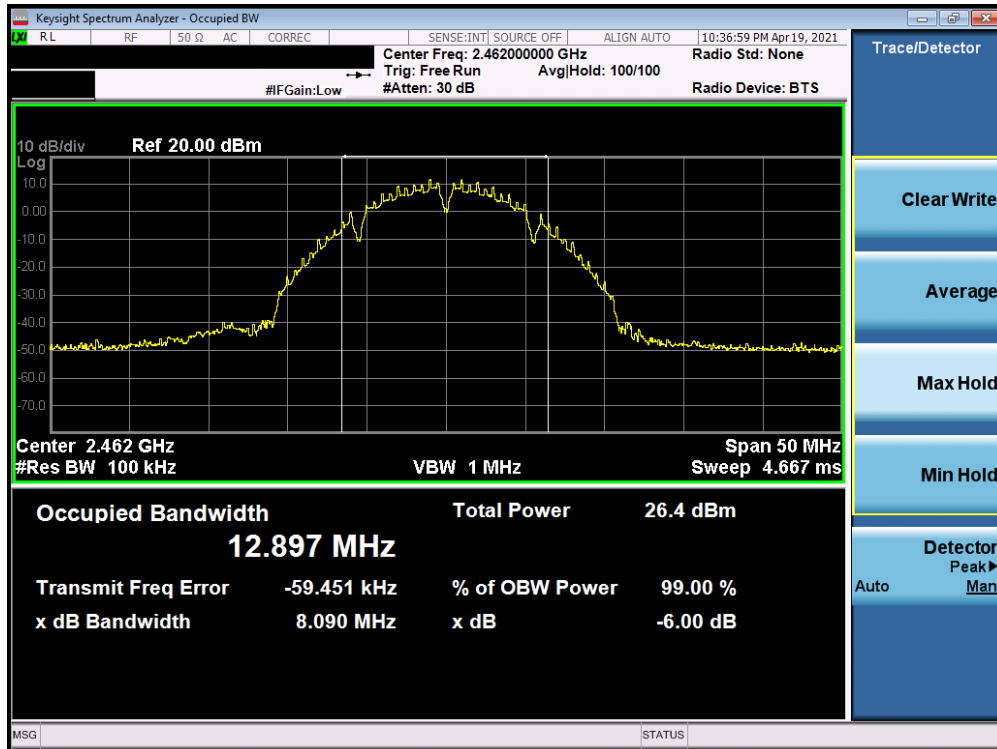 Keysight Spectrum Analyzer - Occupied BW
LXI RL RF 50 Ω AC CORREC SENSE:INT SOURCE OFF ALIGN AUTO 10:36:59 PM Apr 19, 2021
Center Freq: 2.462000000 GHz Radio Std: None
Trig: Free Run Avg|Hold: 100/100
#IFGain:Low #Atten: 30 dB Radio Device: BTS
10 dB/div Ref 20.00 dBm
Log
10.0
0.00
-10.0
-20.0
-30.0
-40.0
-50.0
-60.0
-70.0
Center 2.462 GHz Span 50 MHz
#Res BW 100 kHz VBW 1 MHz Sweep 4.667 ms
Occupied Bandwidth Total Power 26.4 dBm
12.897 MHz
Transmit Freq Error -59.451 kHz % of OBW Power 99.00 %
x dB Bandwidth 8.090 MHz x dB -6.00 dB
MSG STATUS
Trace/Detector
Clear Write
Average
Max Hold
Min Hold
Detector
Peak▶
Auto Man